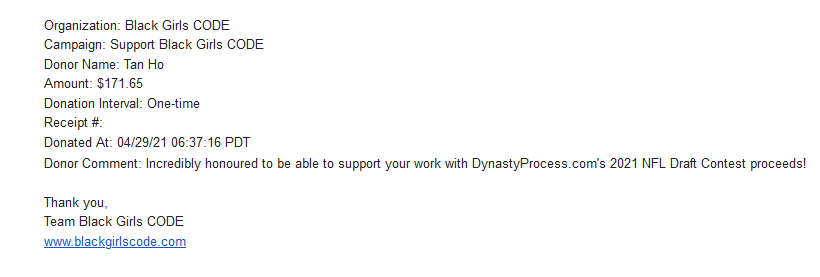 Organization: Black Girls CODE
Campaign: Support Black Girls CODE
Donor Name: Tan Ho
Amount: $171.65
Donation Interval: One-time
Receipt #:
Donated At: 04/29/21 06:37:16 PDT
Donor Comment: Incredibly honoured to be able to support your work with DynastyProcess.com's 2021 NFL Draft Contest proceeds!
Thank you,
Team Black Girls CODE
www.blackgirlscode.com